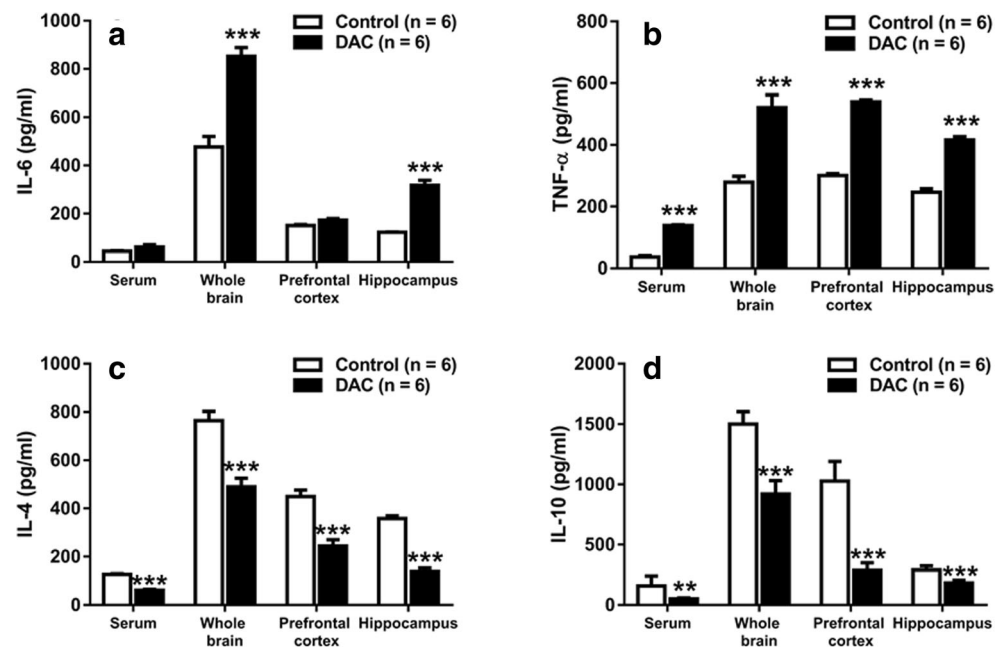 a
Control (n = 6)
DAC (n = 6)
IL-6 (pg/ml)
1000
800
600
400
200
0
***
***
Serum
Whole brain
Prefrontal cortex
Hippocampus
b
Control (n = 6)
DAC (n = 6)
TNF-α (pg/ml)
800
600
400
200
0
***
***
***
***
Serum
Whole brain
Prefrontal cortex
Hippocampus
c
Control (n = 6)
DAC (n = 6)
IL-4 (pg/ml)
1000
800
600
400
200
0
***
***
***
***
Serum
Whole brain
Prefrontal cortex
Hippocampus
d
Control (n = 6)
DAC (n = 6)
IL-10 (pg/ml)
2000
1500
1000
500
0
**
***
***
***
Serum
Whole brain
Prefrontal cortex
Hippocampus